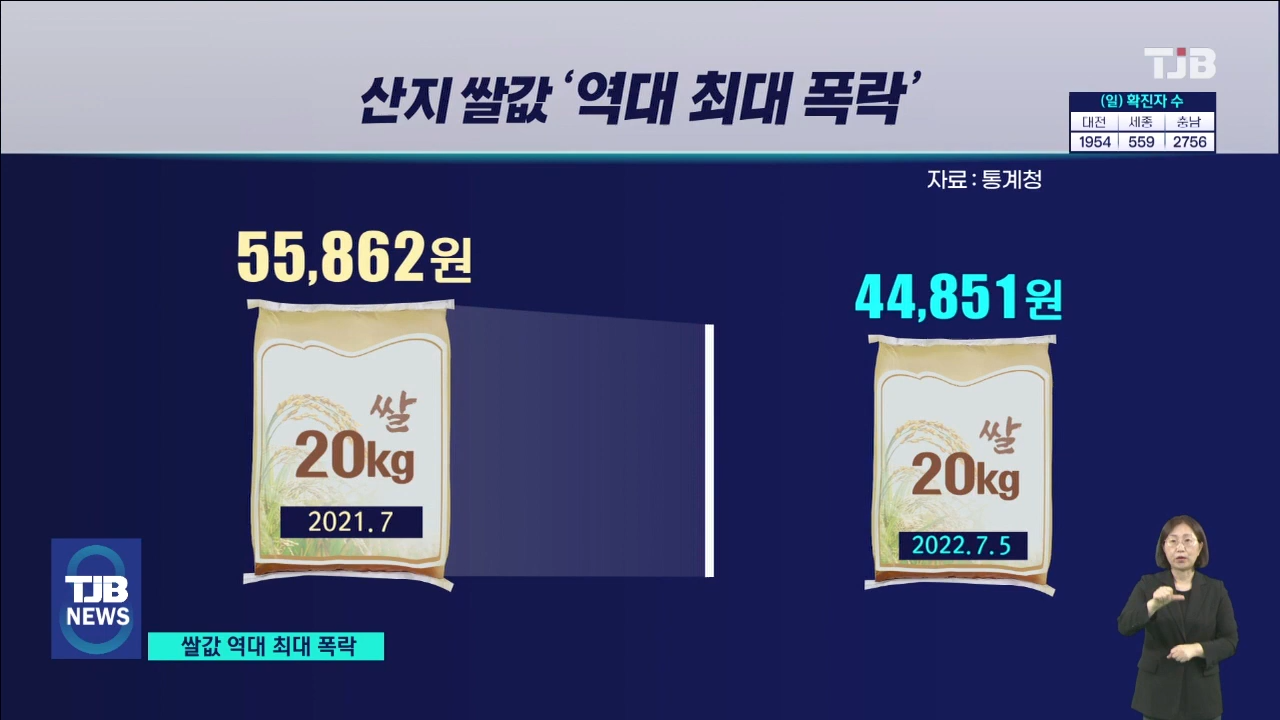 산지 쌀값 ‘역대 최대 폭락’
TJB
(일) 확진자 수
대전 세종 충남
1954 559 2756
자료 : 통계청
55,862원
44,851원
쌀
20kg
2021. 7
쌀
20kg
2022. 7. 5
8
TJB
NEWS
쌀값 역대 최대 폭락